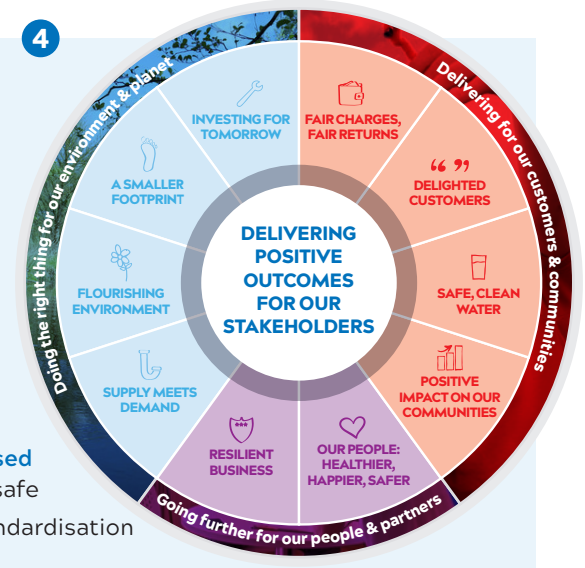 4
Doing the right thing for our environment & planet
Delivering for our customers & communities
INVESTING FOR
TOMORROW
FAIR CHARGES,
FAIR RETURNS
A SMALLER
FOOTPRINT
“ ”
DELIGHTED
CUSTOMERS
DELIVERING
POSITIVE
OUTCOMES
FOR OUR
STAKEHOLDERS
FLOURISHING
ENVIRONMENT
SAFE, CLEAN
WATER
SUPPLY MEETS
DEMAND
POSITIVE
IMPACT ON OUR
COMMUNITIES
RESILIENT
BUSINESS
OUR PEOPLE:
HEALTHIER,
HAPPIER, SAFER
Going further for our people & partners
sed
safe
ndardisation